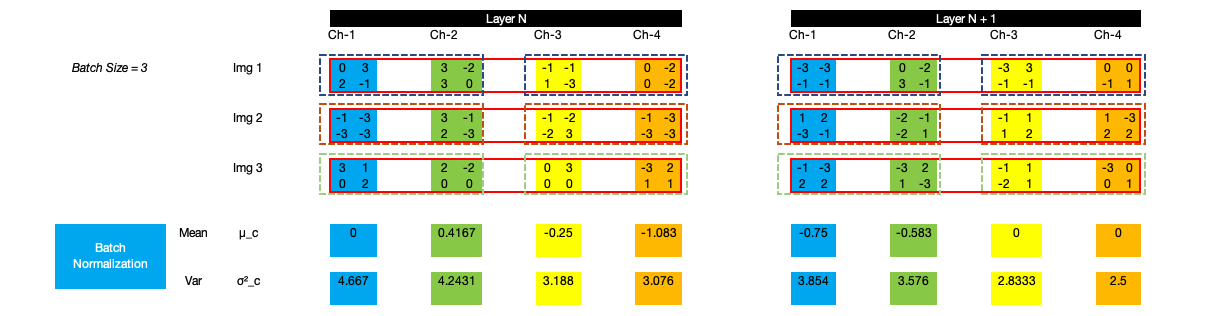 Layer N Layer N + 1
Ch-1 Ch-2 Ch-3 Ch-4 Ch-1 Ch-2 Ch-3 Ch-4
Batch Size = 3 Img 1 0 3 3 -2 -1 -1 0 -2 -3 -3 0 -2 -3 3 0 0
2 -1 3 0 1 -3 0 -2 -1 -1 3 -1 -1 -1 -1 1
Img 2 -1 -3 3 -1 -1 -2 -1 -3 1 2 -2 -1 -1 1 1 -3
-3 -3 2 -3 -2 3 -3 -3 -3 -1 -2 1 1 2 2 2
Img 3 3 1 2 -2 0 3 -3 2 -1 -3 -3 2 -1 1 -3 0
0 2 0 0 0 0 1 1 2 2 1 -3 -2 1 0 1
Mean μ_c 0 0.4167 -0.25 -1.083 -0.75 -0.583 0 0
Batch
Normalization
Var σ²_c 4.667 4.2431 3.188 3.076 3.854 3.576 2.8333 2.5